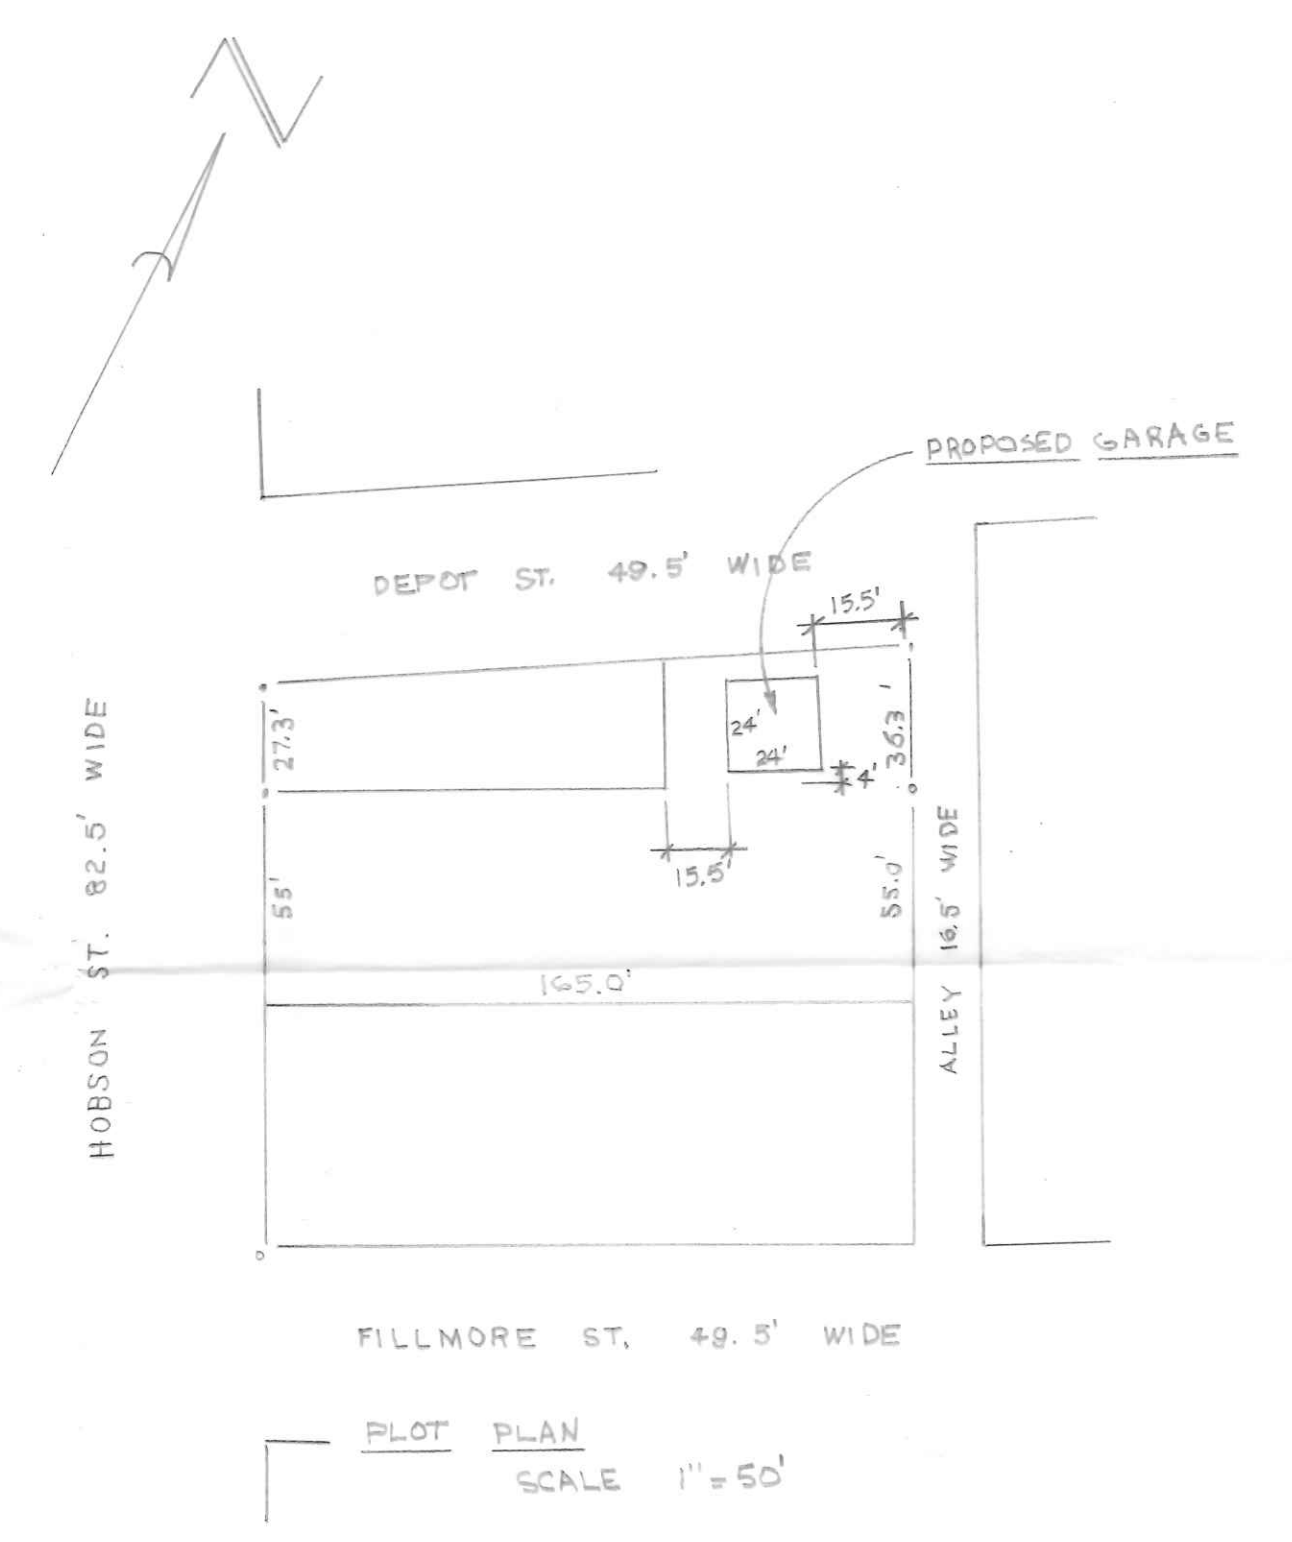 N
PROPOSED GARAGE
DEPOT ST. 49.5' WIDE
15.5'
27.3'
24'
24'
36.3'
4'
15.5'
HOBSON ST. 82.5' WIDE
55'
55.0'
ALLEY 16.5' WIDE
165.0'
FILLMORE ST. 49.5' WIDE
PLOT PLAN
SCALE 1"=50'